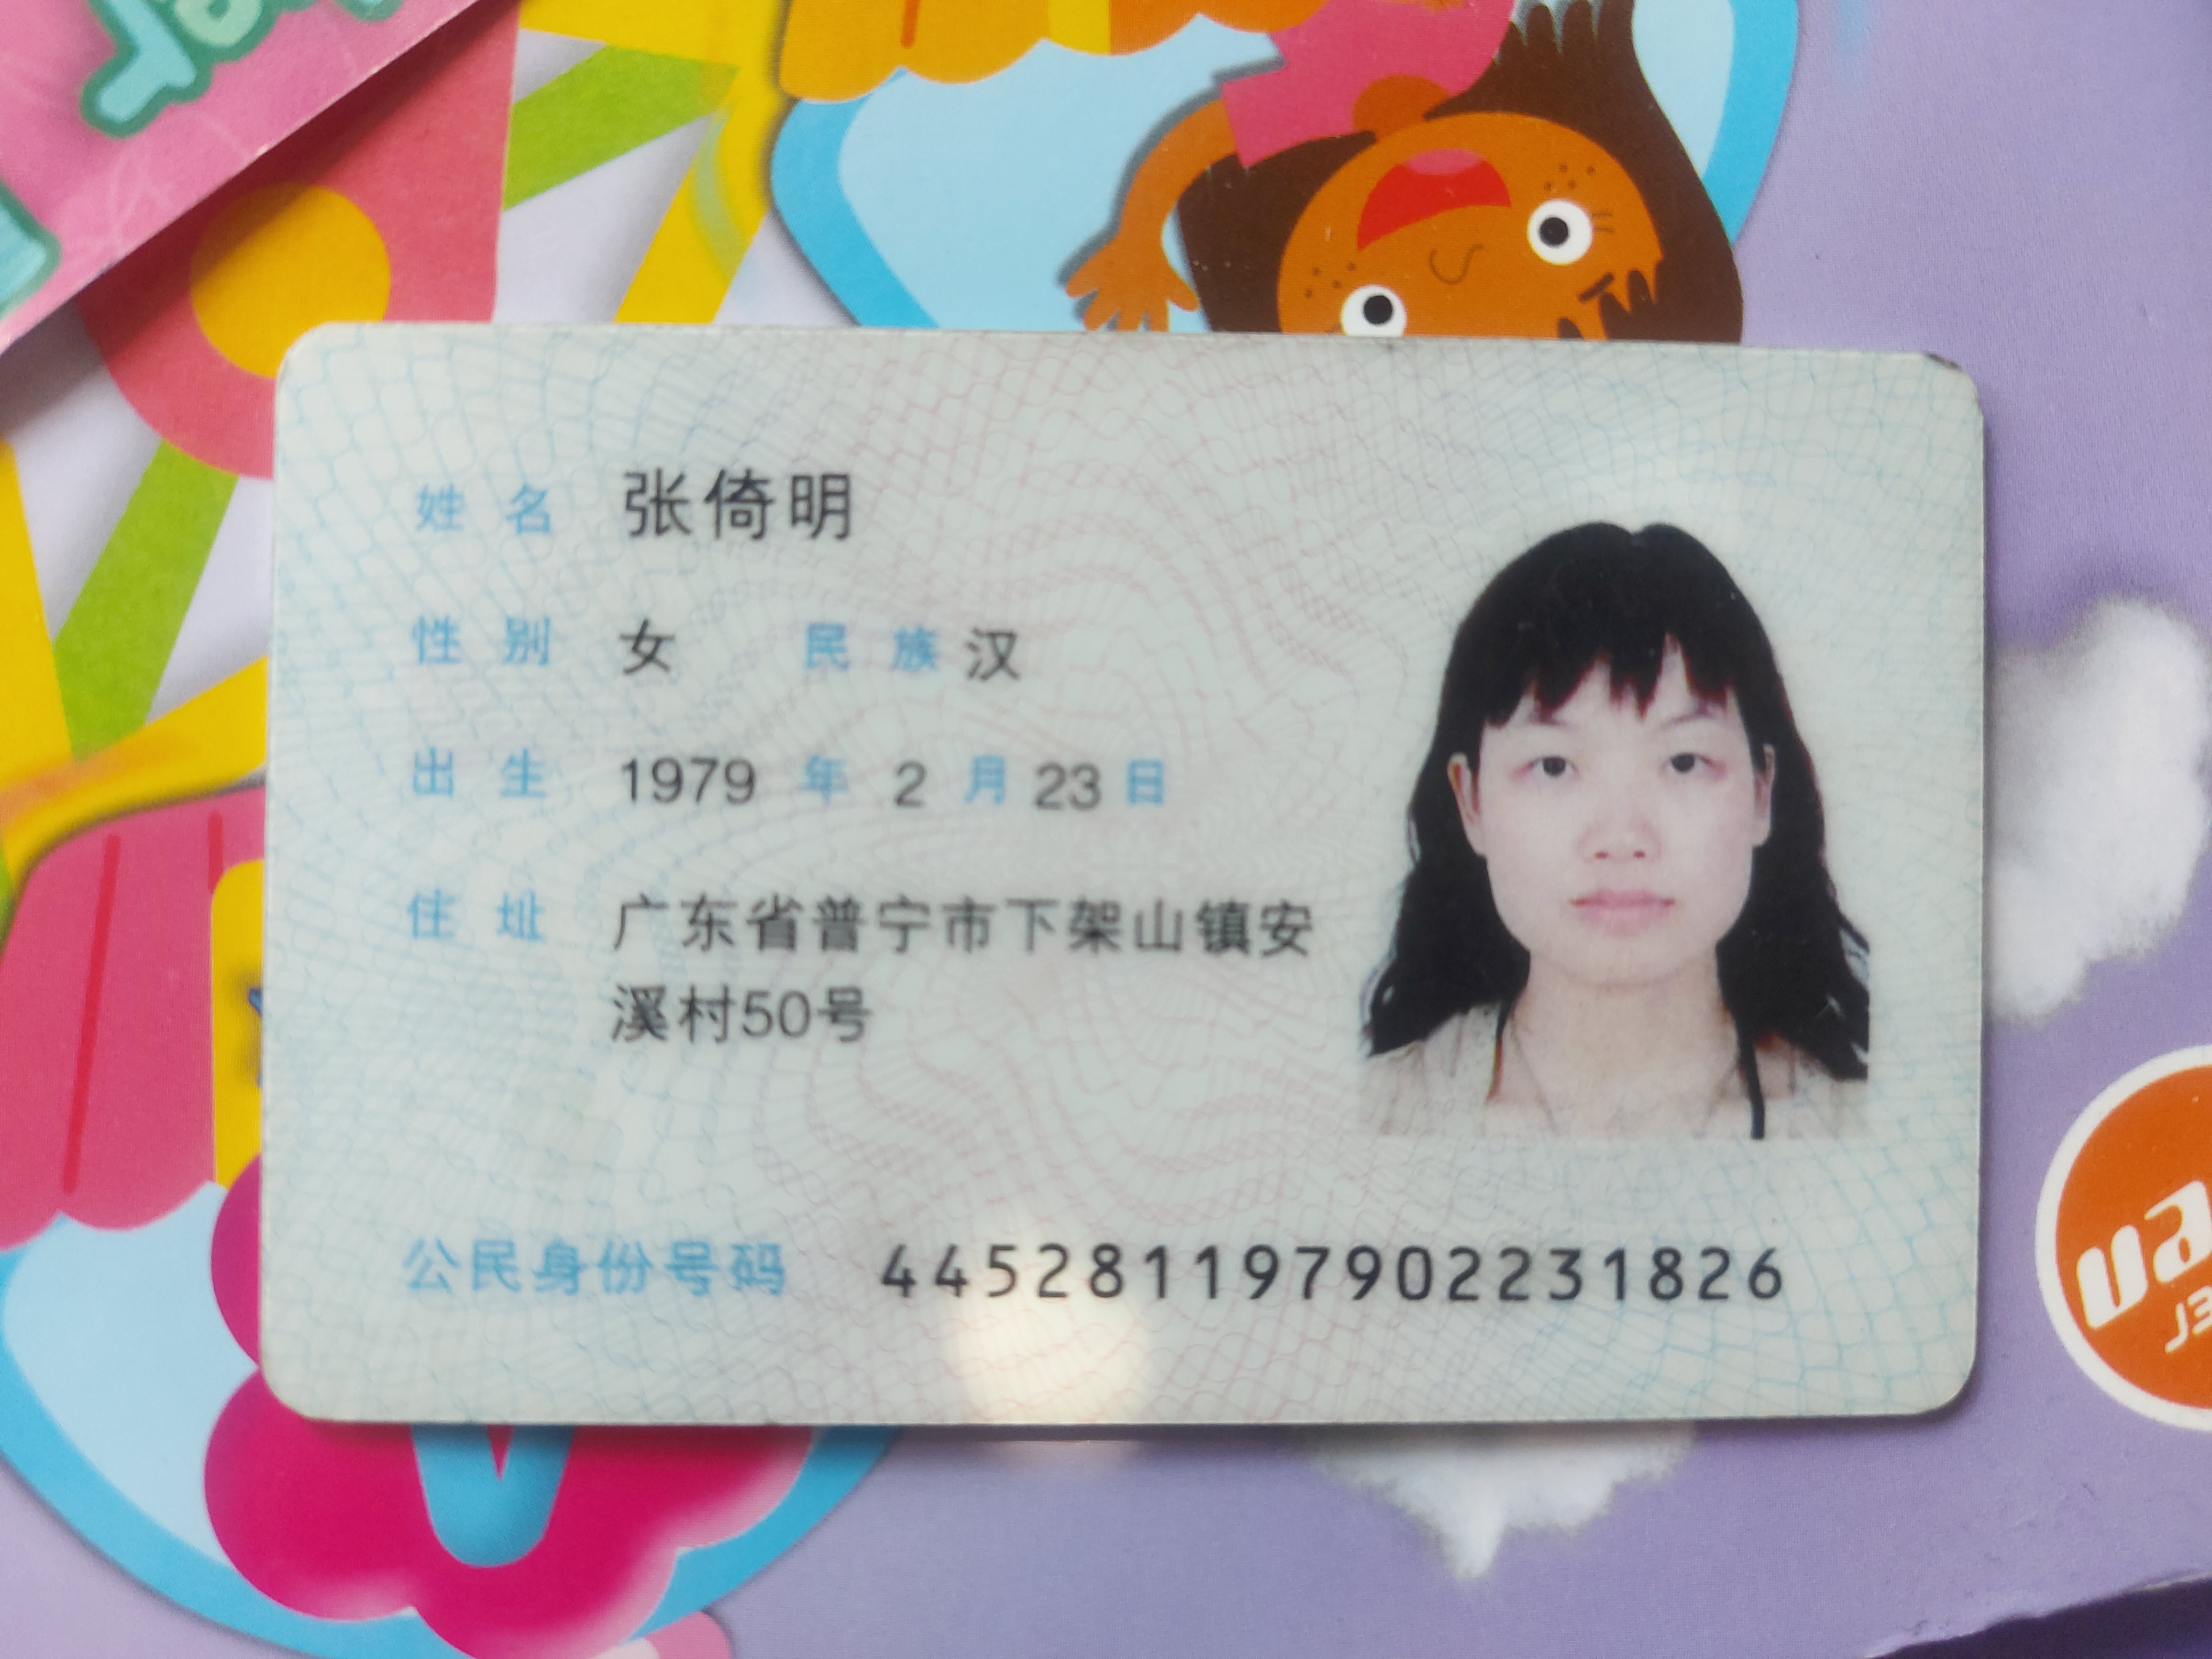 姓名 张倚明
性别 女 民族 汉
出生 1979 年 2 月 23 日
住址 广东省普宁市下架山镇安
溪村50号
公民身份号码 445281197902231826